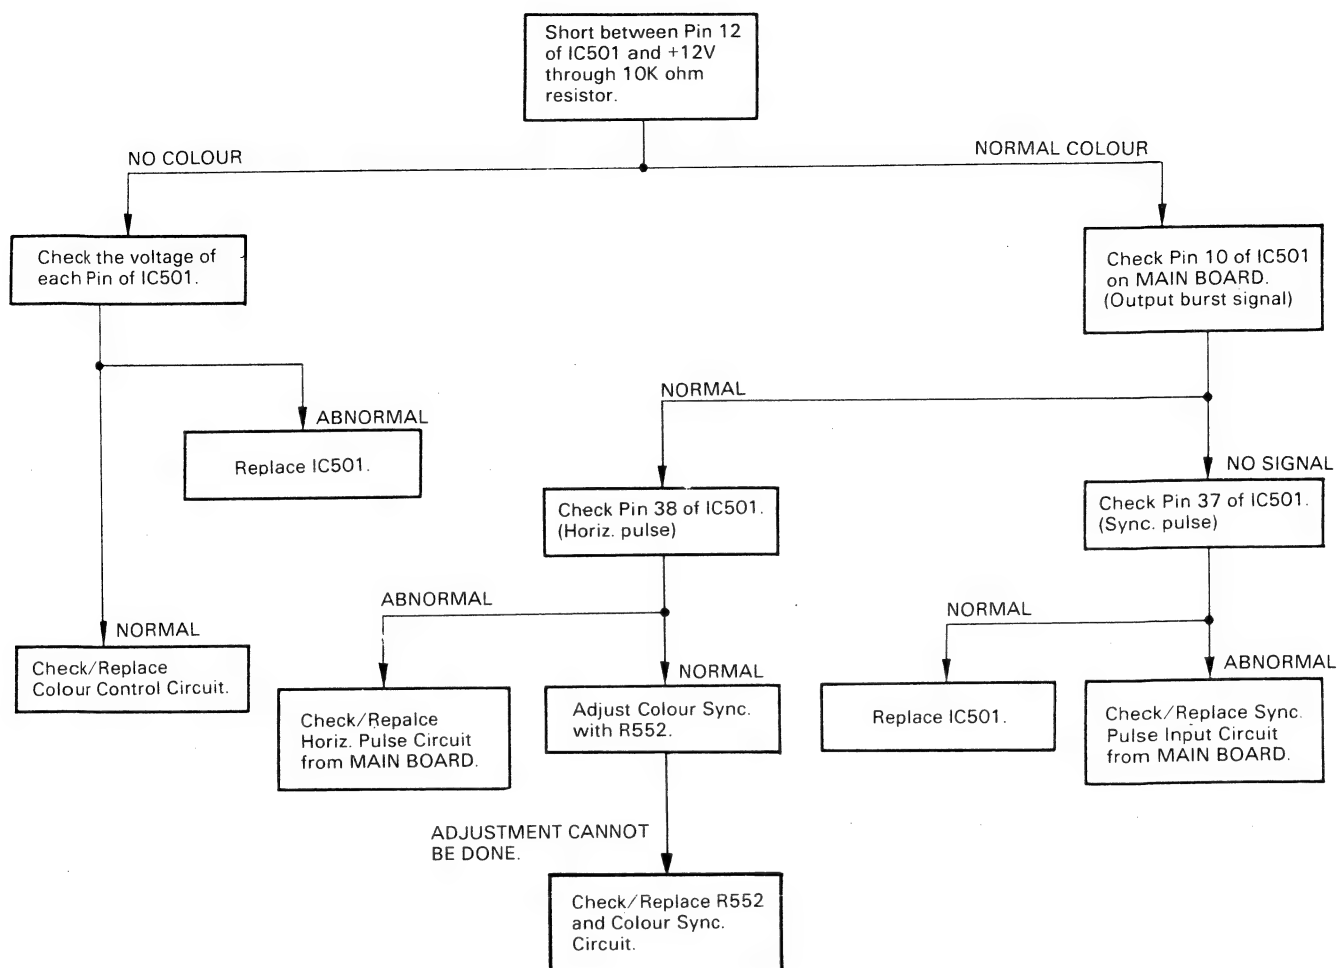 Short between Pin 12
of IC501 and +12V
through 10K ohm
resistor.
NO COLOUR
NORMAL COLOUR
Check the voltage of
each Pin of IC501.
Check Pin 10 of IC501
on MAIN BOARD.
(Output burst signal)
ABNORMAL
Replace IC501.
NORMAL
NO SIGNAL
Check Pin 38 of IC501.
(Horiz. pulse)
Check Pin 37 of IC501.
(Sync. pulse)
NORMAL
Check/Replace
Colour Control Circuit.
ABNORMAL
Check/Repalce
Horiz. Pulse Circuit
from MAIN BOARD.
NORMAL
Adjust Colour Sync.
with R552.
NORMAL
Replace IC501.
ABNORMAL
Check/Replace Sync.
Pulse Input Circuit
from MAIN BOARD.
ADJUSTMENT CANNOT
BE DONE.
Check/Replace R552
and Colour Sync.
Circuit.